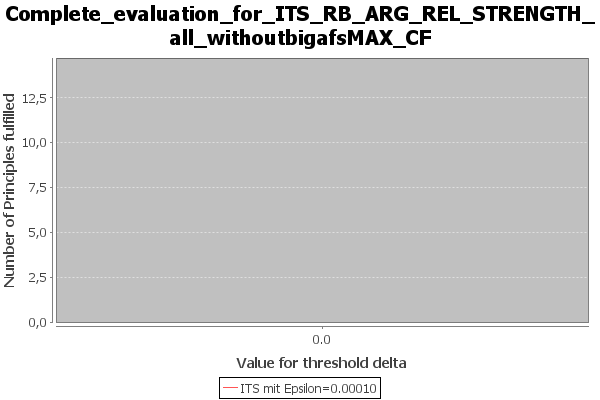 Complete_evaluation_for_ITS_RB_ARG_REL_STRENGTH_
all_withoutbigafsMAX_CF
Number of Principles fulfilled
12,5
10,0
7,5
5,0
2,5
0,0
0.0
Value for threshold delta
ITS mit Epsilon=0.00010